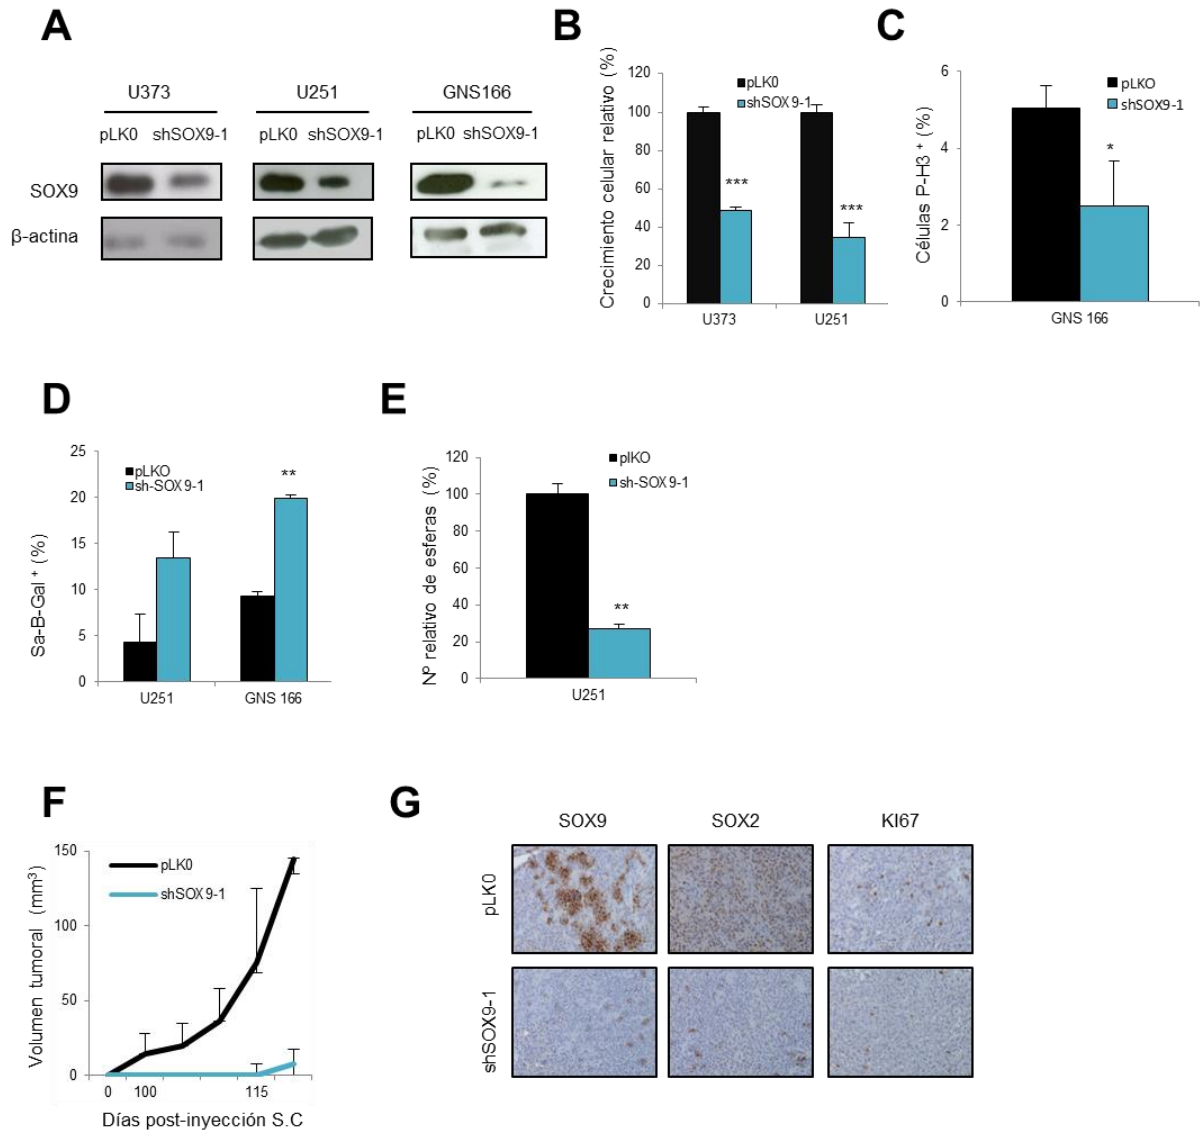 A
U373 U251 GNS166
pLK0 shSOX9-1 pLK0 shSOX9-1 pLK0 shSOX9-1
SOX9
β-actina
B
Crecimiento celular relativo (%)
120
100
80
60
40
20
0
pLK0
shSOX9-1
***
***
U373 U251
C
Células P-H3 + (%)
6
4
2
0
pLKO
shSOX9-1
*
GNS 166
D
Sa-B-Gal + (%)
25
20
15
10
5
0
pLKO
sh-SOX9-1
**
U251 GNS 166
E
Nº relativo de esferas (%)
120
100
80
60
40
20
0
plKO
sh-SOX9-1
**
U251
F
Volumen tumoral (mm³)
150
100
50
0
pLK0
shSOX9-1
0 100 115
Días post-inyección S.C
G
SOX9 SOX2 KI67
pLK0
shSOX9-1